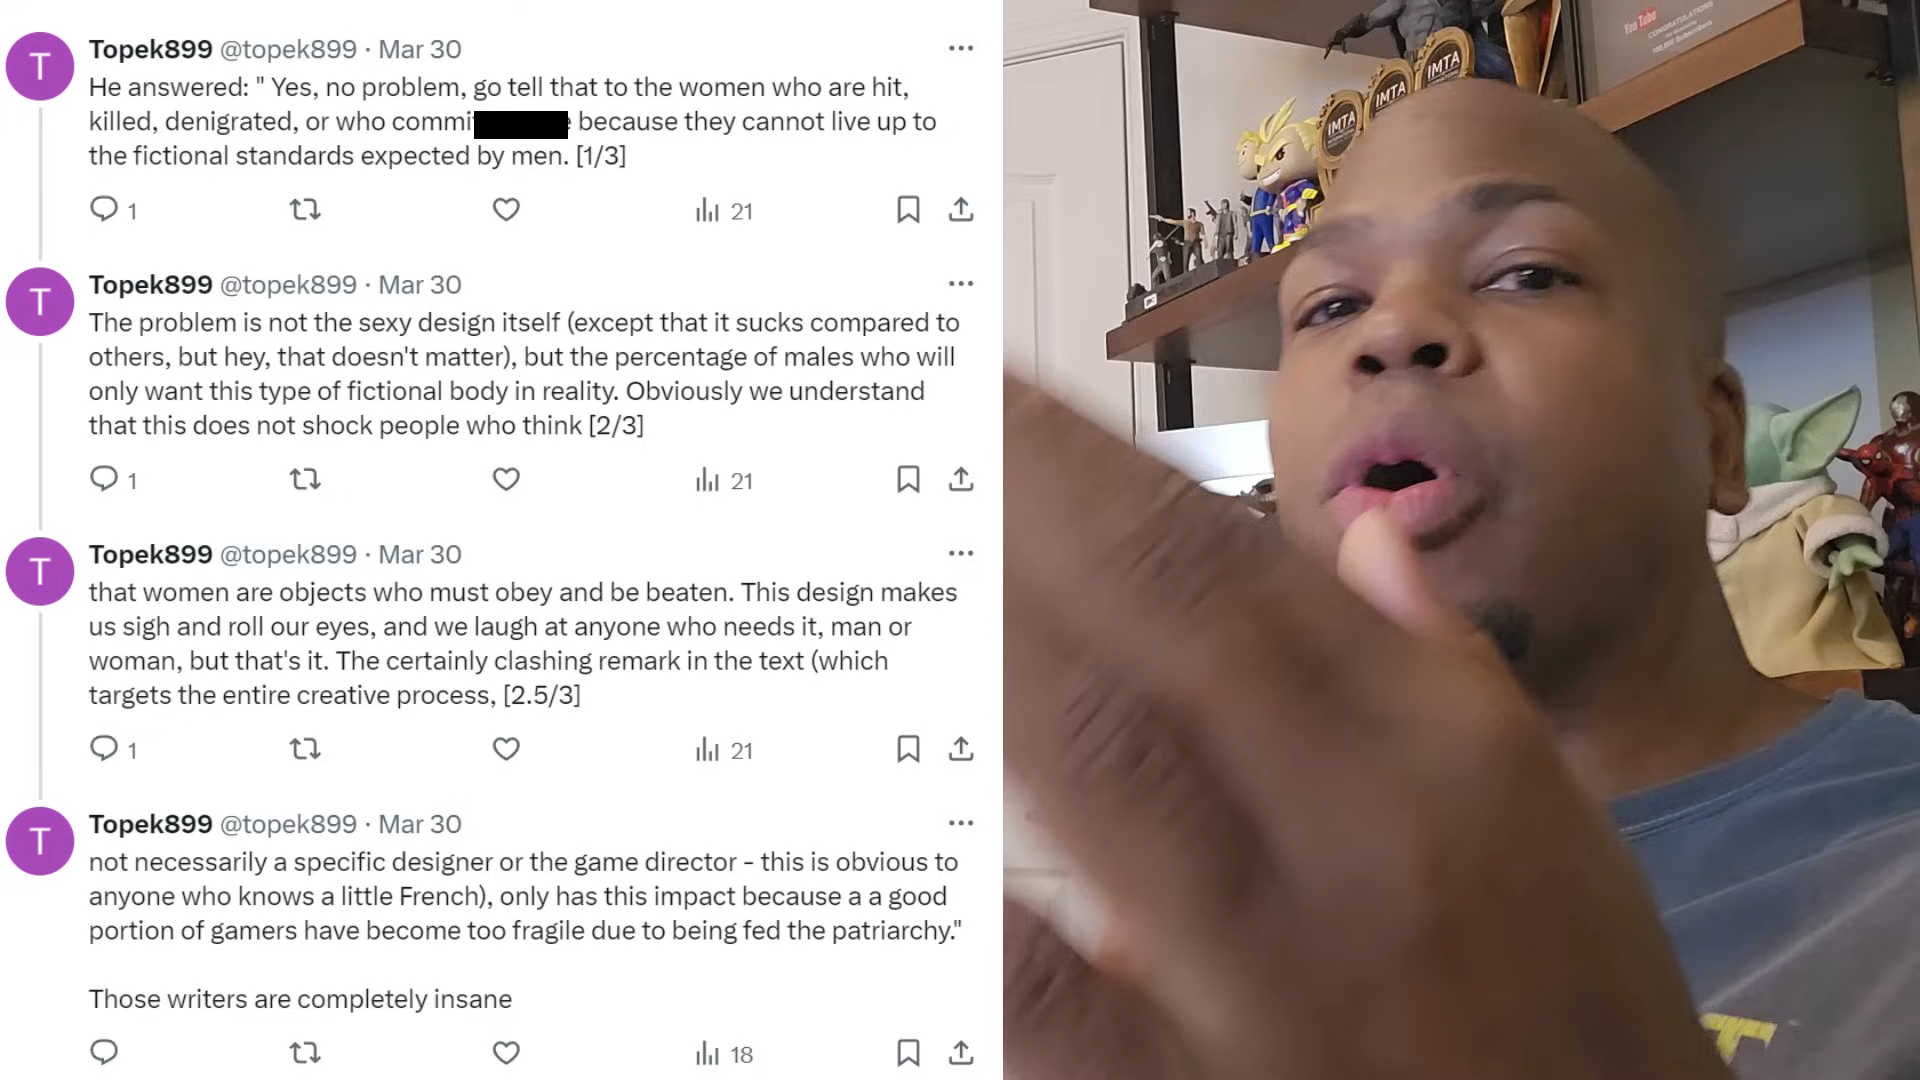 Topek899 @topek899 · Mar 30
He answered: " Yes, no problem, go tell that to the women who are hit,
killed, denigrated, or who commi e because they cannot live up to
the fictional standards expected by men. [1/3]
1 21
Topek899 @topek899 · Mar 30
The problem is not the sexy design itself (except that it sucks compared to
others, but hey, that doesn't matter), but the percentage of males who will
only want this type of fictional body in reality. Obviously we understand
that this does not shock people who think [2/3]
1 21
Topek899 @topek899 · Mar 30
that women are objects who must obey and be beaten. This design makes
us sigh and roll our eyes, and we laugh at anyone who needs it, man or
woman, but that's it. The certainly clashing remark in the text (which
targets the entire creative process, [2.5/3]
1 21
Topek899 @topek899 · Mar 30
not necessarily a specific designer or the game director - this is obvious to
anyone who knows a little French), only has this impact because a a good
portion of gamers have become too fragile due to being fed the patriarchy."
Those writers are completely insane
18
T
T
T
T
IMTA
IMTA
IMTA
YouTube
CONGRATULATIONS
100,000 Subscribers